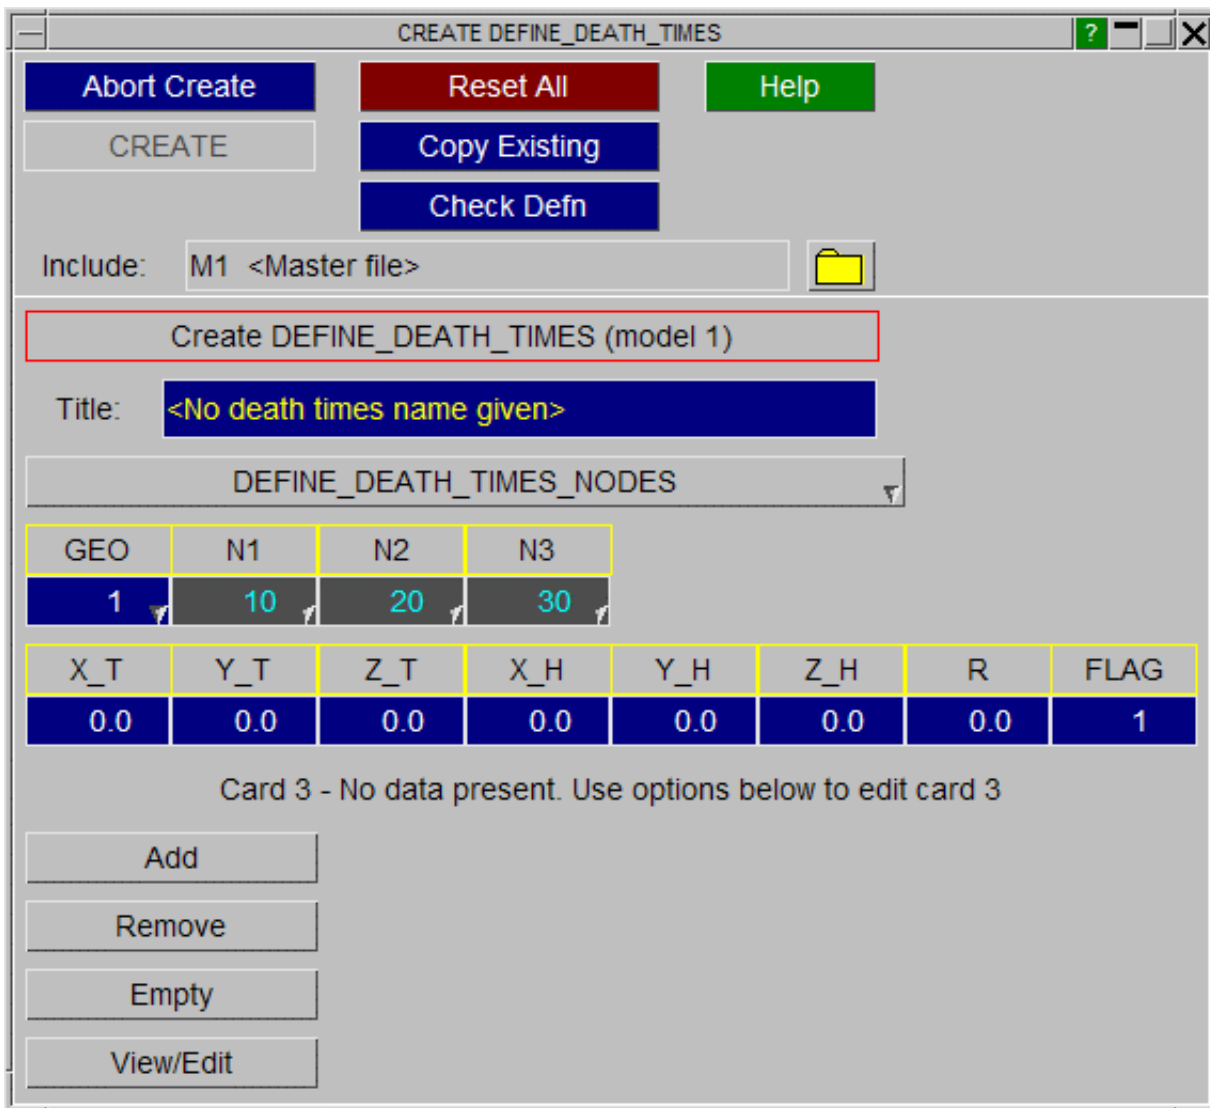 CREATE DEFINE_DEATH_TIMES ?
Abort Create Reset All Help
CREATE Copy Existing
Check Defn
Include: M1 <Master file>
Create DEFINE_DEATH_TIMES (model 1)
Title: <No death times name given>
DEFINE_DEATH_TIMES_NODES
GEO N1 N2 N3
1 10 20 30
X_T Y_T Z_T X_H Y_H Z_H R FLAG
0.0 0.0 0.0 0.0 0.0 0.0 0.0 1
Card 3 - No data present. Use options below to edit card 3
Add
Remove
Empty
View/Edit